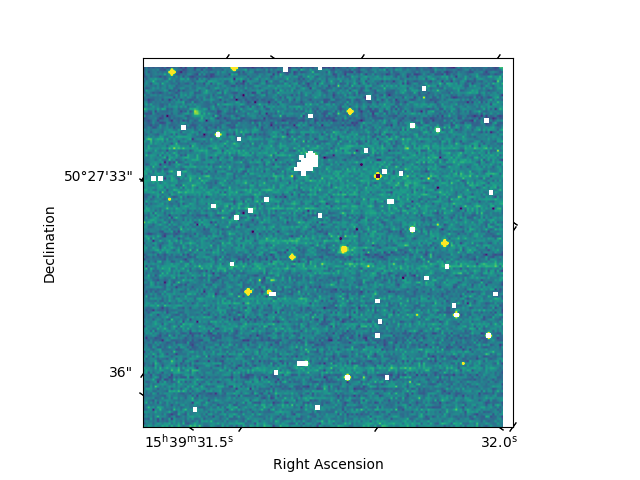 Declination
50°27'33"
36"
15ʰ39ᵐ31.5ˢ
32.0ˢ
Right Ascension